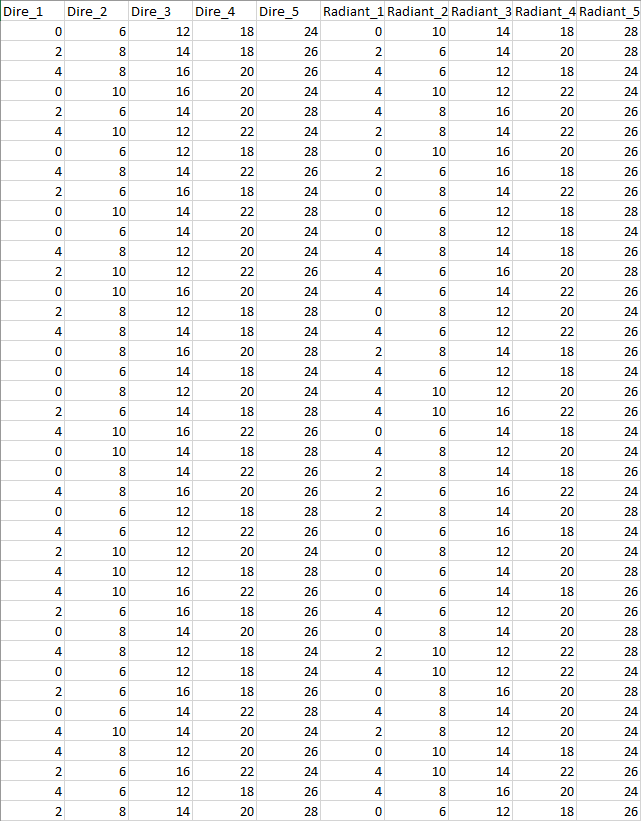 Dire_1 Dire_2 Dire_3 Dire_4 Dire_5 Radiant_1 Radiant_2 Radiant_3 Radiant_4 Radiant_5
0 6 12 18 24 0 10 14 18 28
2 8 14 18 26 2 6 14 20 28
4 8 16 20 26 4 6 12 18 24
0 10 16 20 24 4 10 12 22 24
2 6 14 20 28 4 8 16 20 26
4 10 12 22 24 2 8 14 22 26
0 6 12 18 28 0 10 16 20 26
4 8 14 22 26 2 6 16 18 26
2 6 16 18 24 0 8 14 22 26
0 10 14 22 28 0 6 12 18 28
0 6 14 20 24 0 8 12 18 24
4 8 12 20 24 4 8 14 18 26
2 10 12 22 26 4 6 16 20 28
0 10 16 20 24 4 6 14 22 26
2 8 12 18 28 0 8 12 20 24
4 8 14 18 24 4 6 12 22 26
0 8 16 20 28 2 8 14 18 26
0 6 14 18 24 4 6 12 18 24
0 8 12 20 24 4 10 12 20 26
2 6 14 18 28 4 10 16 22 26
4 10 16 22 26 0 6 14 18 24
0 10 14 18 28 4 8 12 20 24
0 8 14 22 26 2 8 14 18 26
4 8 16 20 26 2 6 16 22 24
0 6 12 18 28 2 8 14 20 28
4 6 12 22 26 0 6 16 18 24
2 10 12 20 24 0 8 12 20 24
4 10 12 18 28 0 6 14 20 28
4 10 16 22 26 0 6 14 18 26
2 6 16 18 26 4 6 12 20 26
0 8 14 20 26 0 8 14 20 28
4 8 12 18 24 2 10 12 22 28
0 6 12 18 24 4 10 12 22 24
2 6 16 18 26 0 8 16 20 28
0 6 14 22 28 4 8 14 20 24
4 10 14 20 24 2 8 12 20 24
4 8 12 20 26 0 10 14 18 24
2 6 16 22 24 4 10 14 22 26
4 6 12 18 26 4 8 16 20 24
2 8 14 20 28 0 6 12 18 26